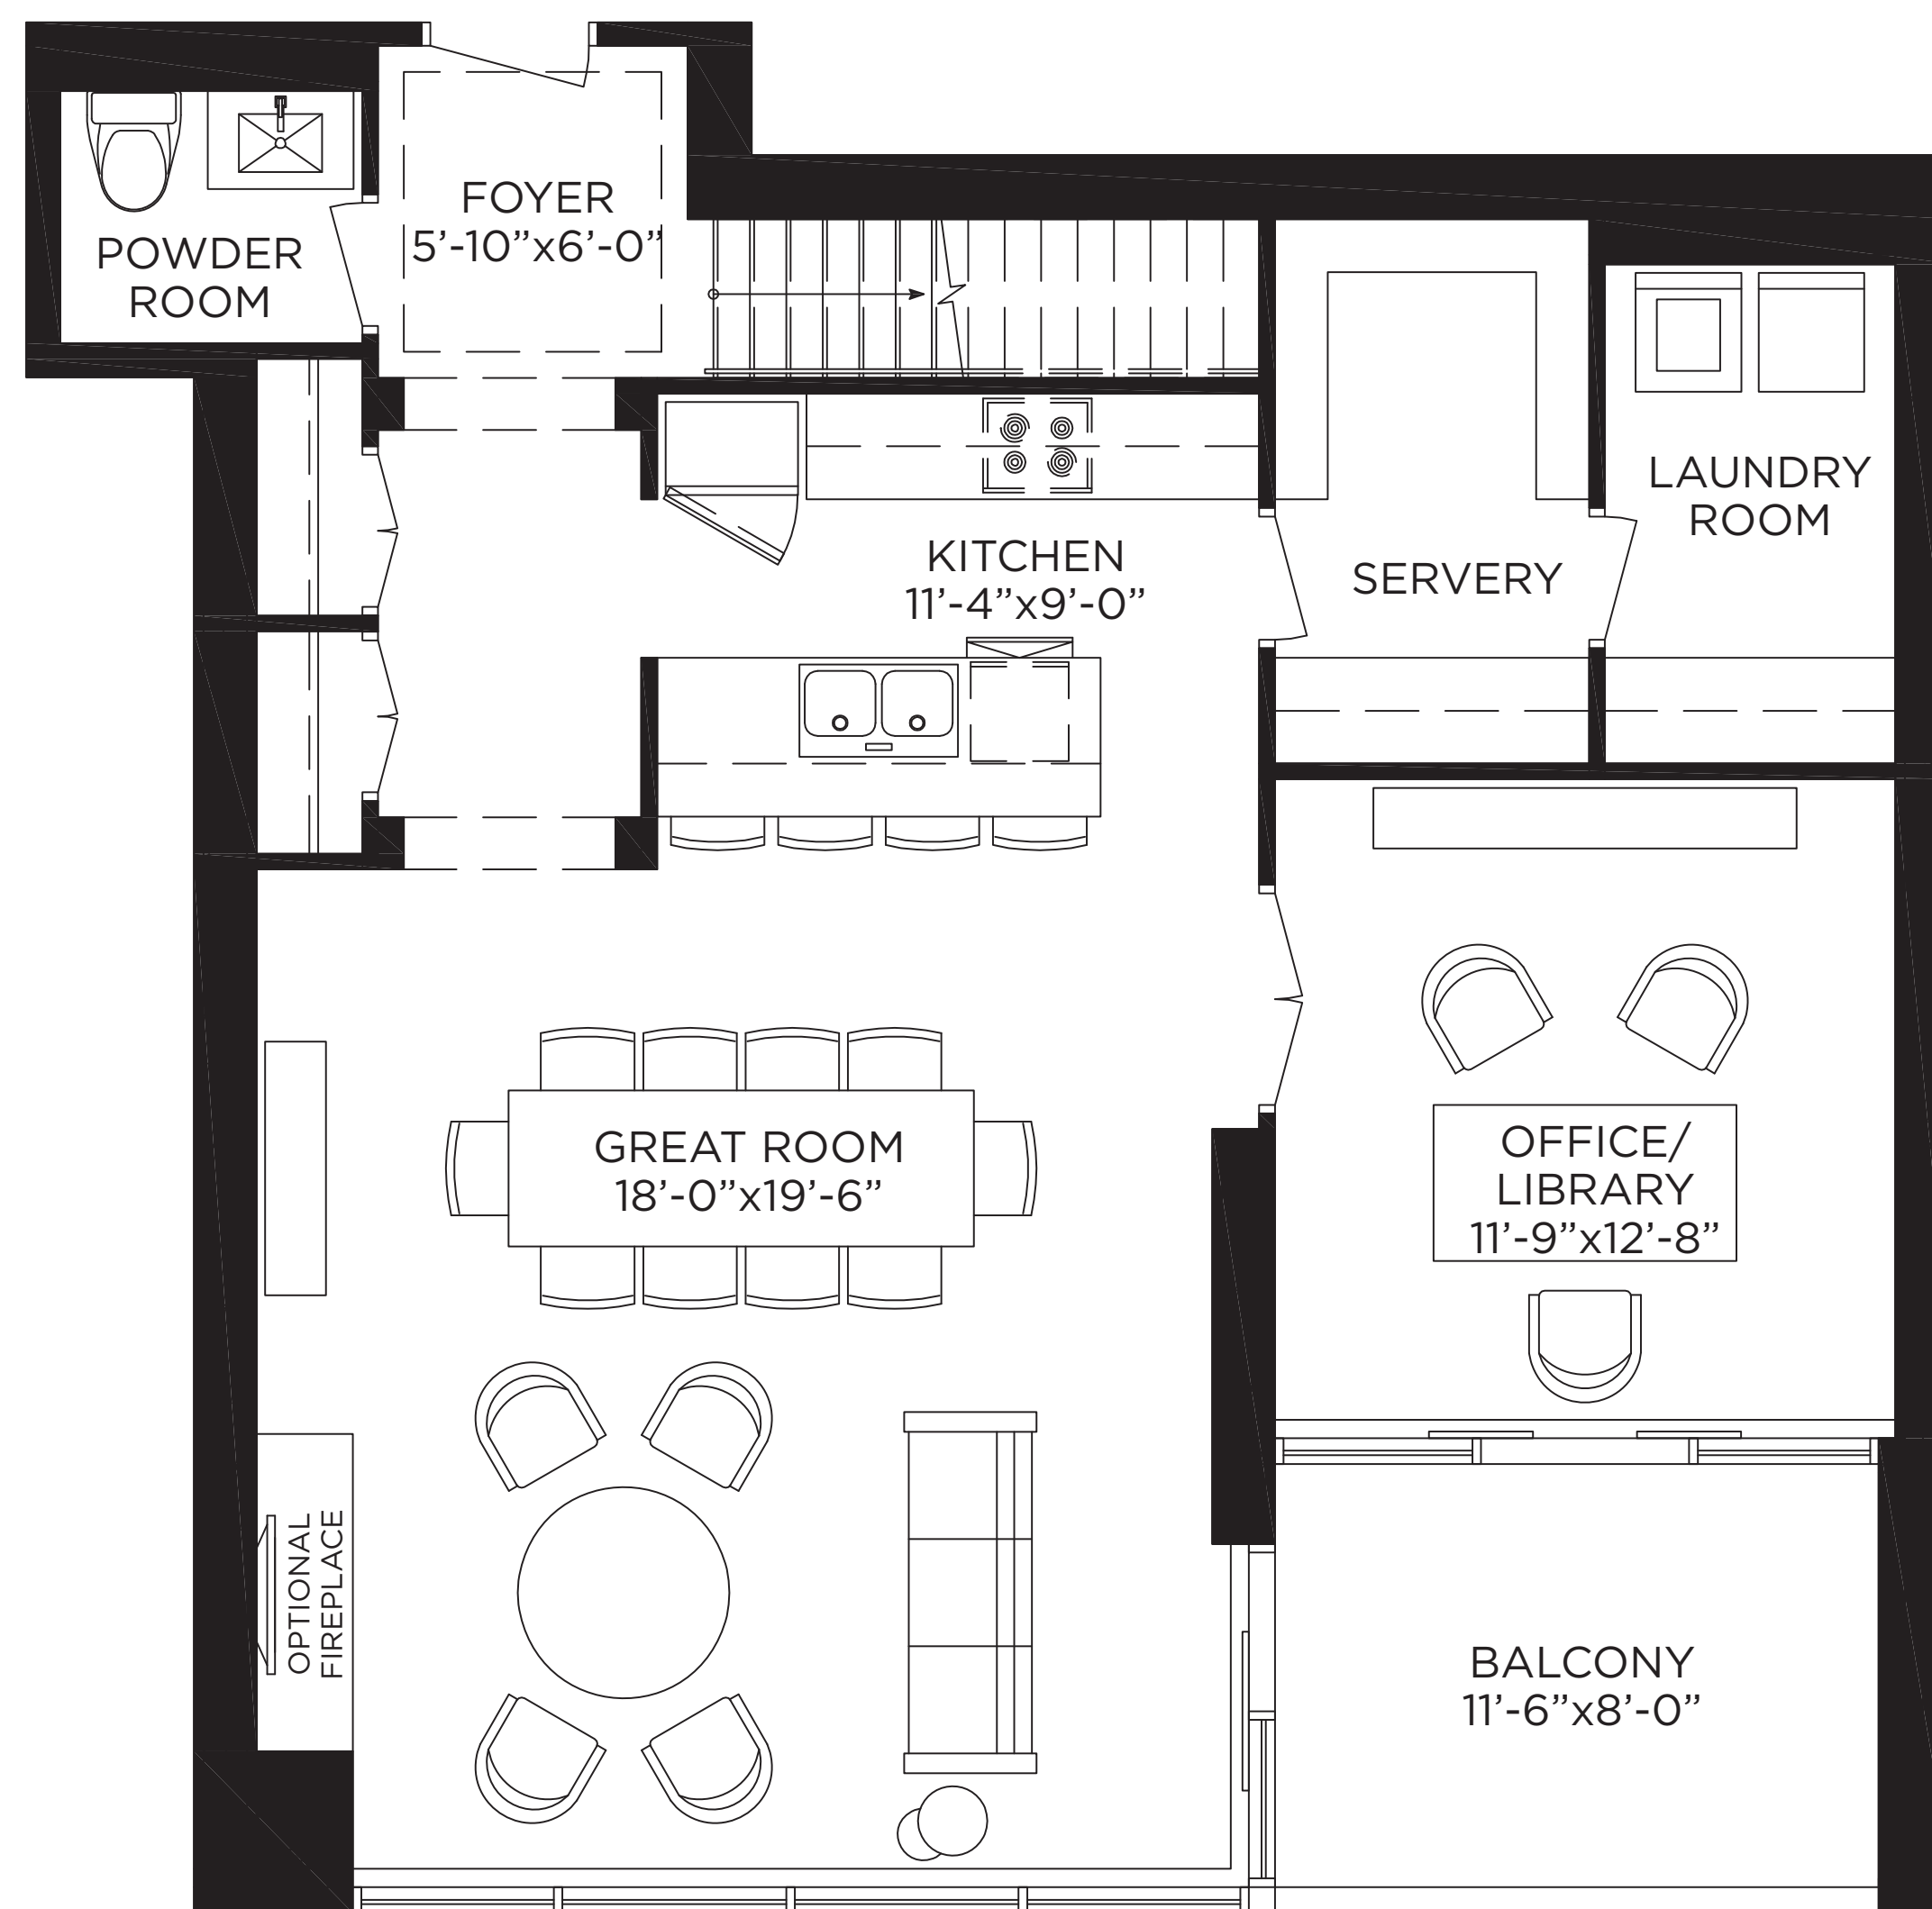 FOYER
5’-10”x6’-0”
POWDER
ROOM
LAUNDRY
ROOM
KITCHEN
11’-4”x9’-0”
SERVERY
GREAT ROOM
18’-0”x19’-6”
OFFICE/
LIBRARY
11’-9”x12’-8”
OPTIONAL
FIREPLACE
BALCONY
11’-6”x8’-0”